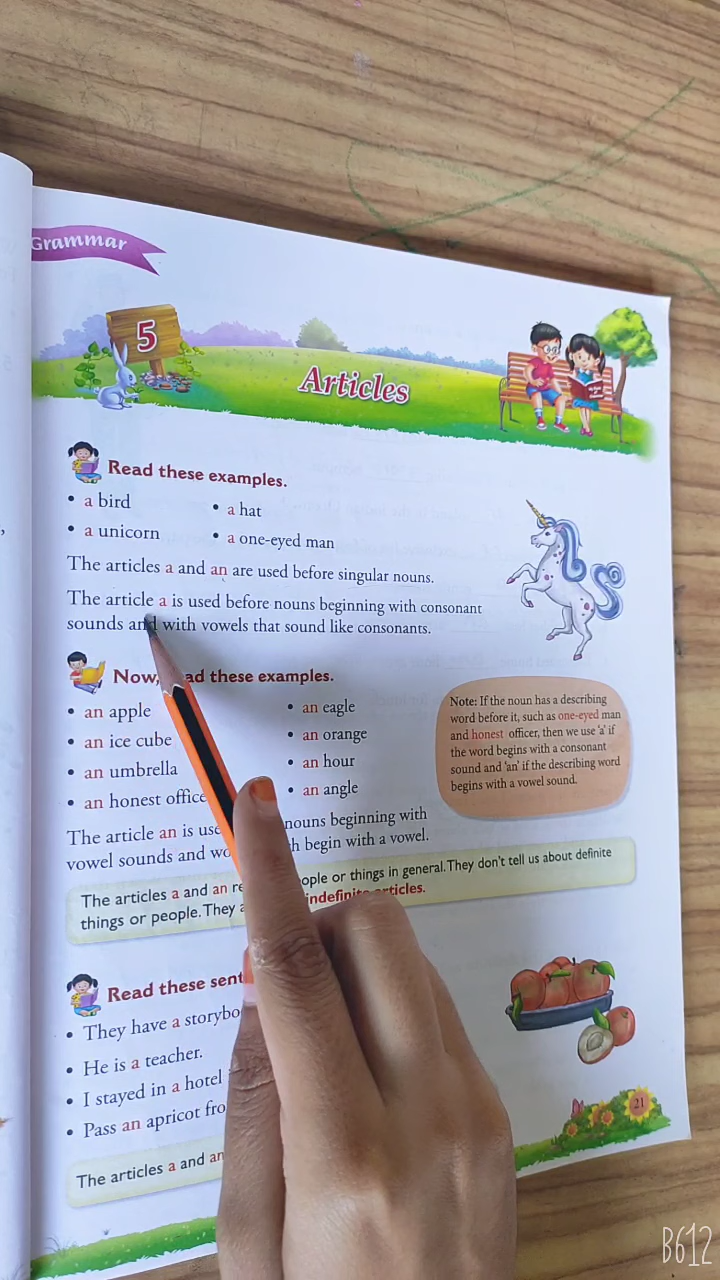 Grammar
5
Articles
Read these examples.
• a bird • a hat
• a unicorn • a one-eyed man
The articles a and an are used before singular nouns.
The article a is used before nouns beginning with consonant
sounds and with vowels that sound like consonants.
Now, ad these examples.
• an apple • an eagle
• an ice cube • an orange
• an umbrella • an hour
• an honest office • an angle
The article an is use nouns beginning with
vowel sounds and wo h begin with a vowel.
Note: If the noun has a describing
word before it, such as one-eyed man
and honest officer, then we use 'a' if
the word begins with a consonant
sound and 'an' if the describing word
begins with a vowel sound.
The articles a and an re ople or things in general. They don't tell us about definite
things or people. They a indefinite articles.
Read these sent
• They have a storybo
• He is a teacher.
• I stayed in a hotel
• Pass an apricot fro
The articles a and an
21
B612